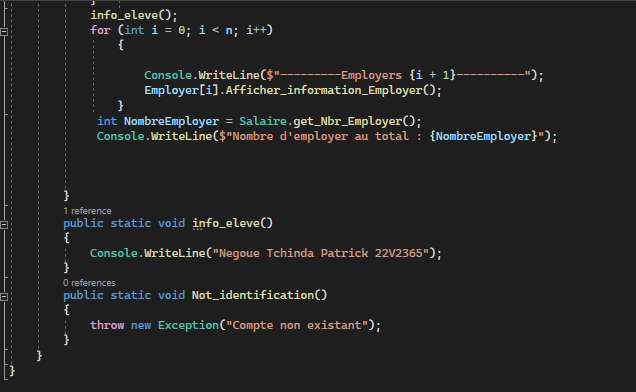 }
info_eleve();
for (int i = 0; i < n; i++)
{
Console.WriteLine($"---------Employers {i + 1}----------");
Employer[i].Afficher_information_Employer();
}
int NombreEmployer = Salaire.get_Nbr_Employer();
Console.WriteLine($"Nombre d'employer au total : {NombreEmployer}");
}
1 reference
public static void info_eleve()
{
Console.WriteLine("Negoue Tchinda Patrick 22V2365");
}
0 references
public static void Not_identification()
{
throw new Exception("Compte non existant");
}
}
}